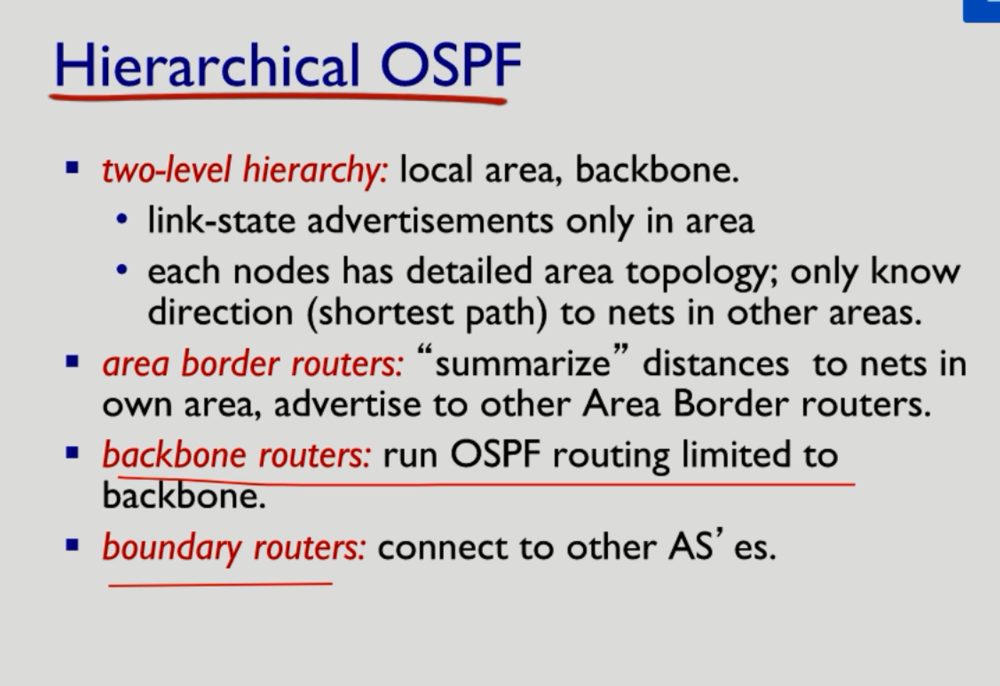 Hierarchical OSPF
▪ two-level hierarchy: local area, backbone.
• link-state advertisements only in area
• each nodes has detailed area topology; only know
direction (shortest path) to nets in other areas.
▪ area border routers: “summarize” distances to nets in
own area, advertise to other Area Border routers.
▪ backbone routers: run OSPF routing limited to
backbone.
▪ boundary routers: connect to other AS’ es.